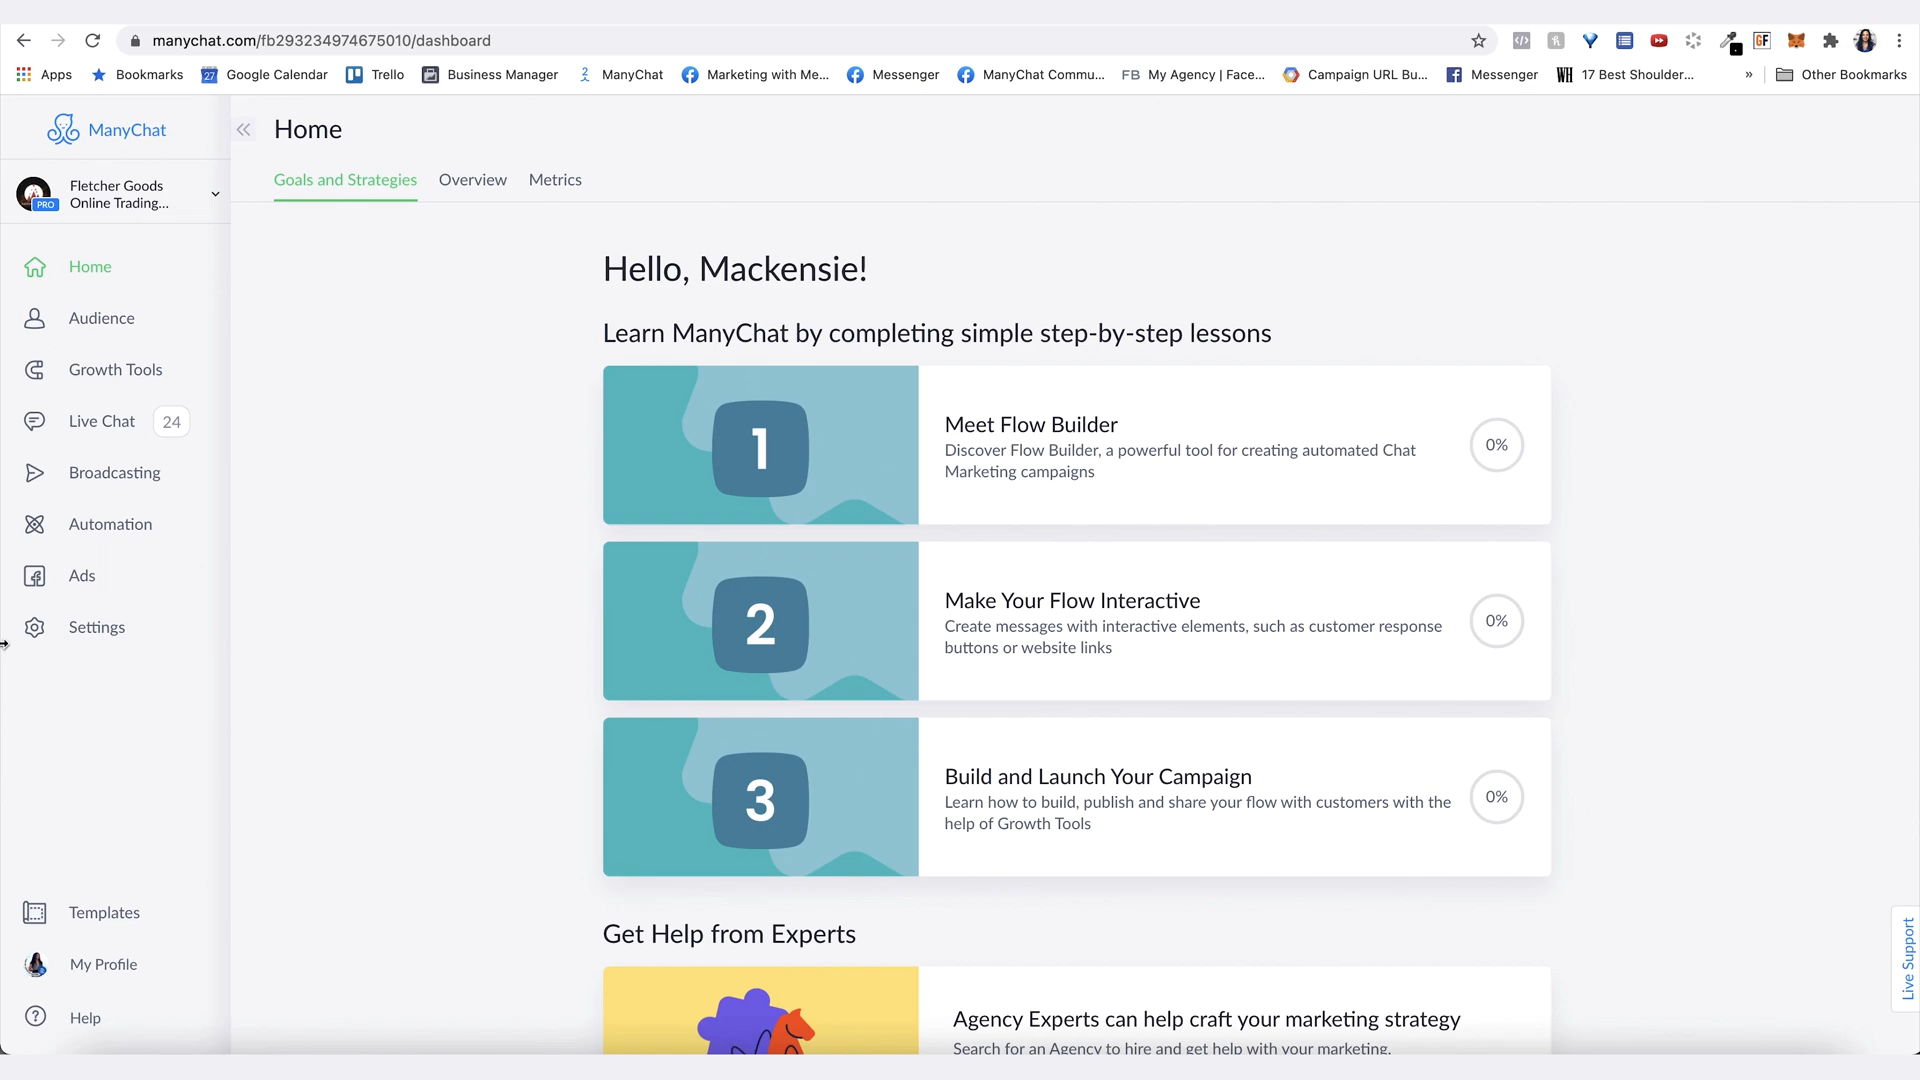 manychat.com/fb293234974675010/dashboard
Apps
Bookmarks
27
Google Calendar
Trello
Business Manager
ManyChat
Marketing with Me...
Messenger
ManyChat Commu...
FB
My Agency | Face...
Campaign URL Bu...
Messenger
WH
17 Best Shoulder...
»
Other Bookmarks
GF
ManyChat
Home
Fletcher Goods
Online Trading...
PRO
Goals and Strategies
Overview
Metrics
Home
Audience
Growth Tools
Live Chat
24
Broadcasting
Automation
Ads
Settings
Templates
My Profile
Help
Hello, Mackensie!
Learn ManyChat by completing simple step-by-step lessons
1
Meet Flow Builder
Discover Flow Builder, a powerful tool for creating automated Chat
Marketing campaigns
0%
2
Make Your Flow Interactive
Create messages with interactive elements, such as customer response
buttons or website links
0%
3
Build and Launch Your Campaign
Learn how to build, publish and share your flow with customers with the
help of Growth Tools
0%
Get Help from Experts
Agency Experts can help craft your marketing strategy
Search for an Agency to hire and get help with your marketing.
Live Support